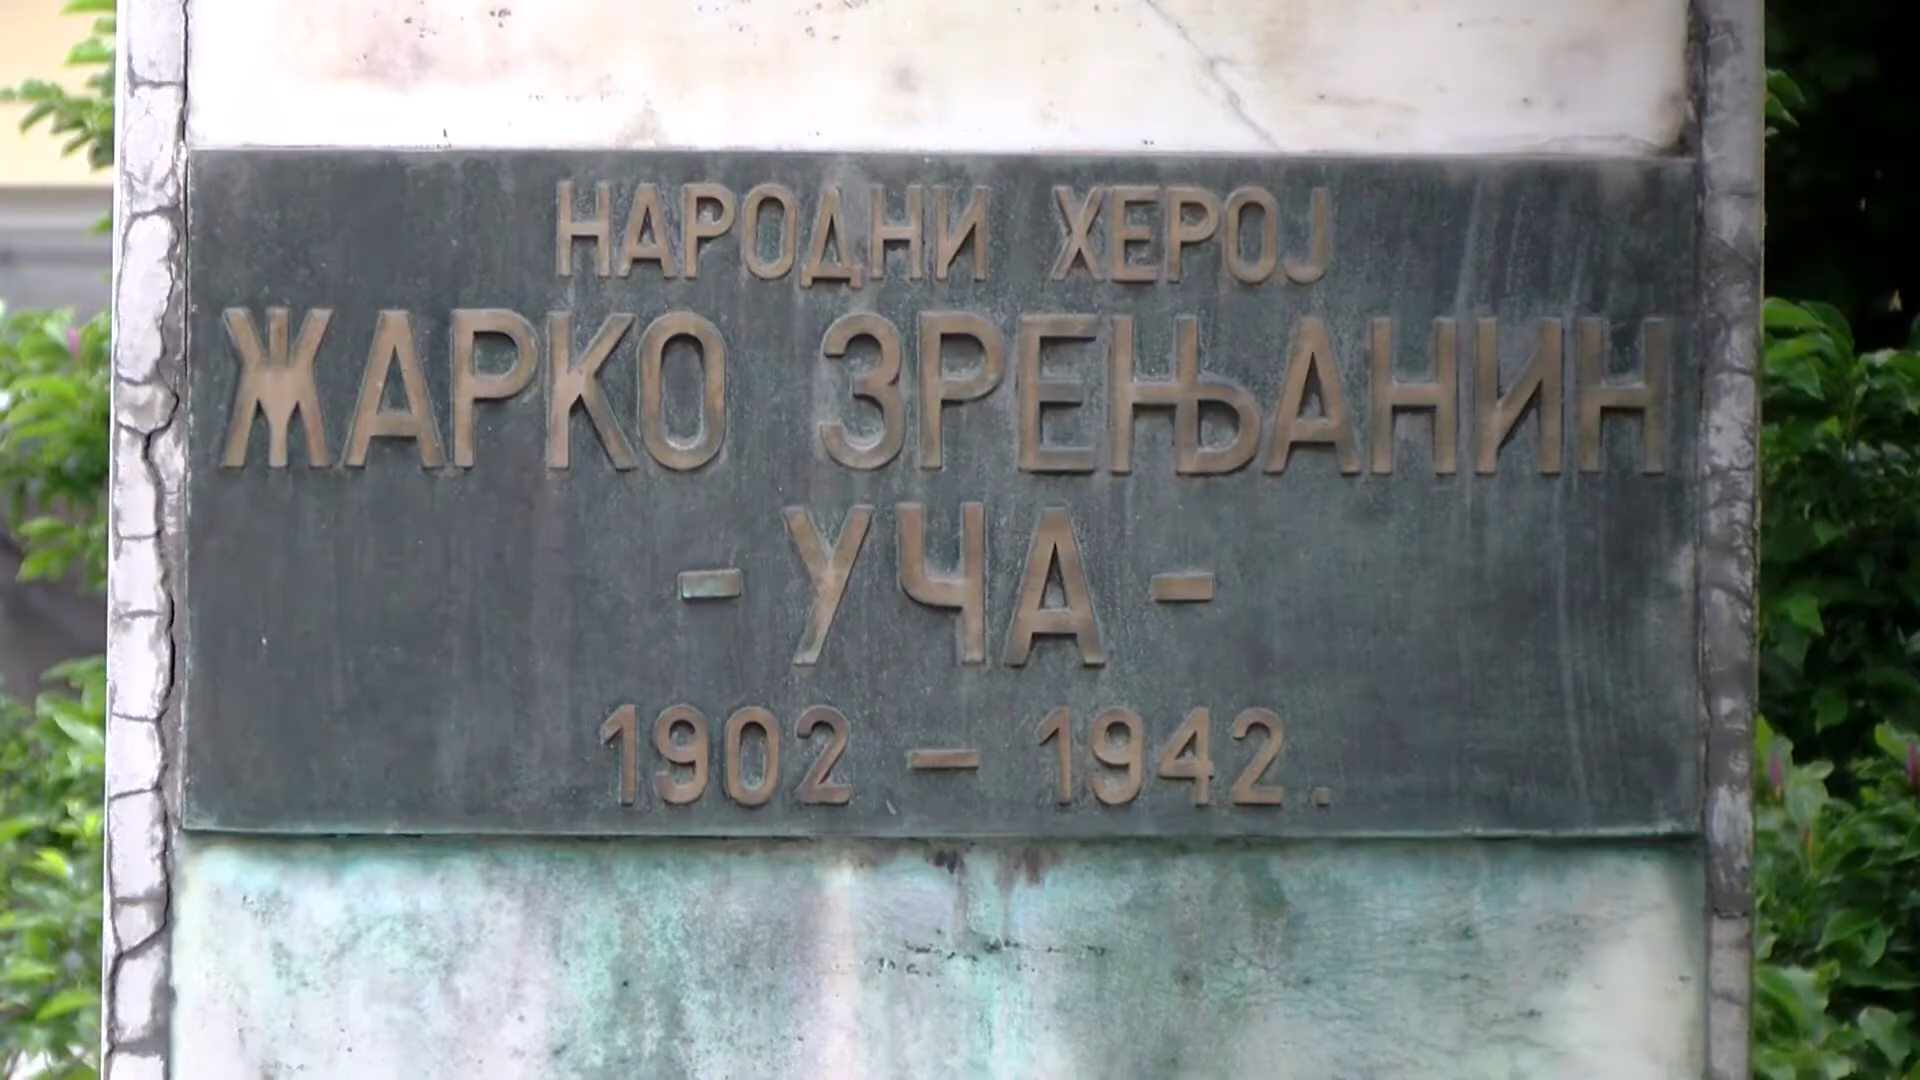 НАРОДНИ ХЕРОЈ
ЖАРКО ЗРЕЊАНИН
- УЧА -
1902 - 1942.